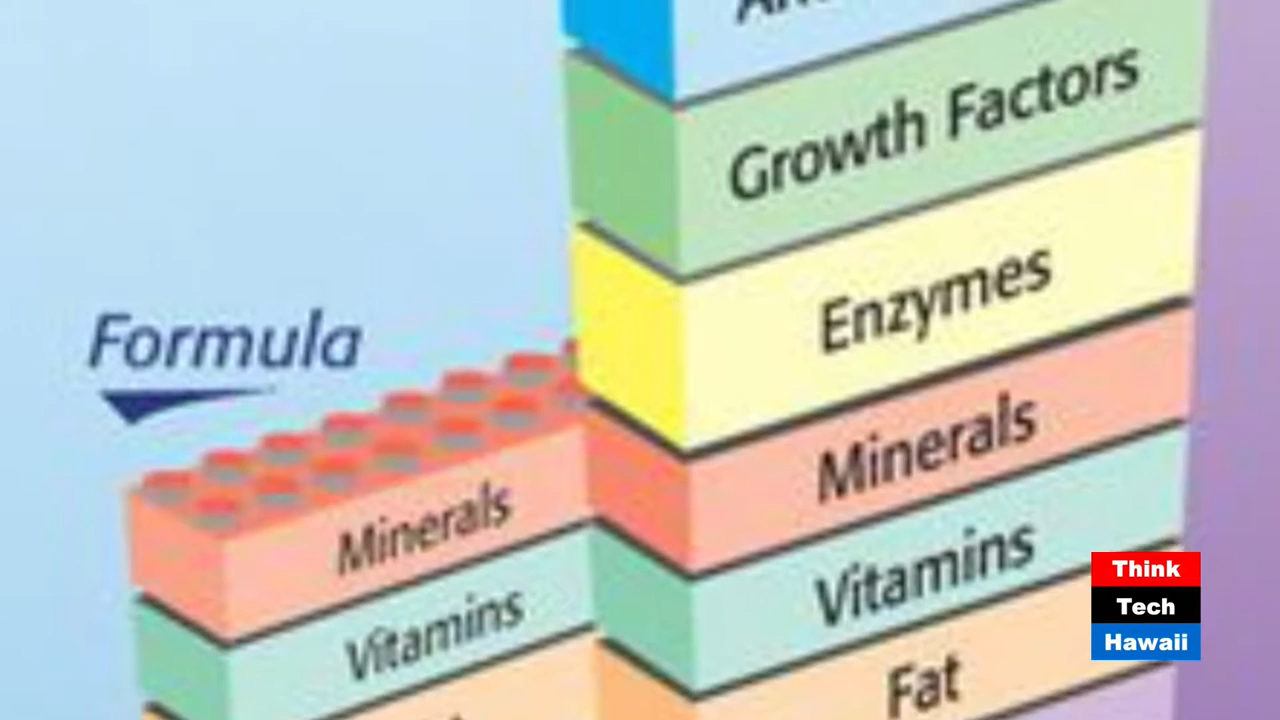 Growth Factors
Enzymes
Minerals
Vitamins
Fat
Formula
Minerals
Vitamins
Think
Tech
Hawaii